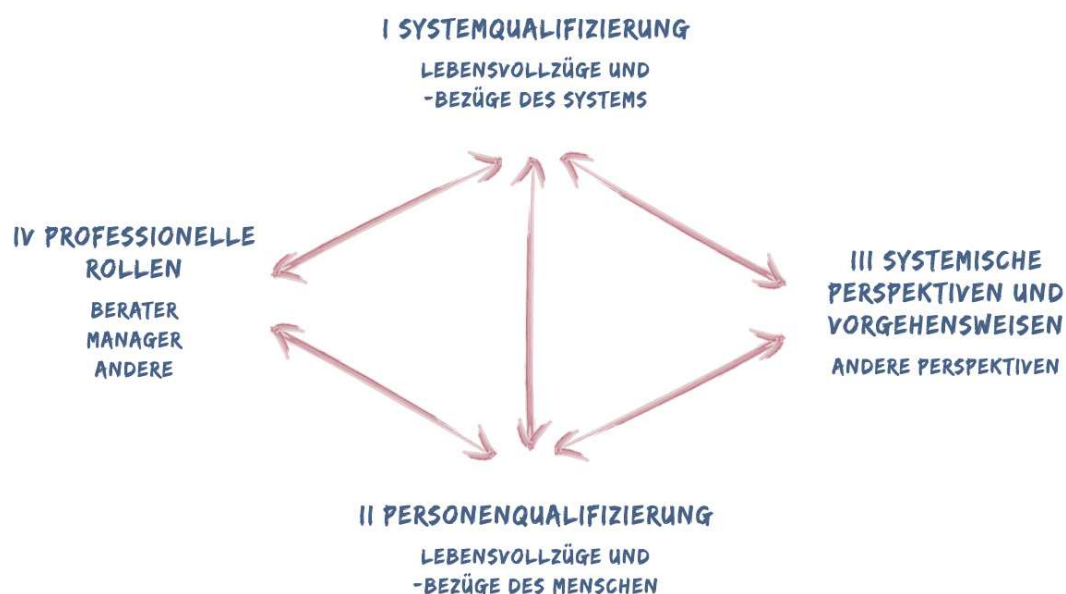 I SYSTEMQUALIFIZIERUNG
LEBENSVOLLZÜGE UND
-BEZÜGE DES SYSTEMS
IV PROFESSIONELLE
ROLLEN
BERATER
MANAGER
ANDERE
III SYSTEMISCHE
PERSPEKTIVEN UND
VORGEHENSWEISEN
ANDERE PERSPEKTIVEN
II PERSONENQUALIFIZIERUNG
LEBENSVOLLZÜGE UND
-BEZÜGE DES MENSCHEN